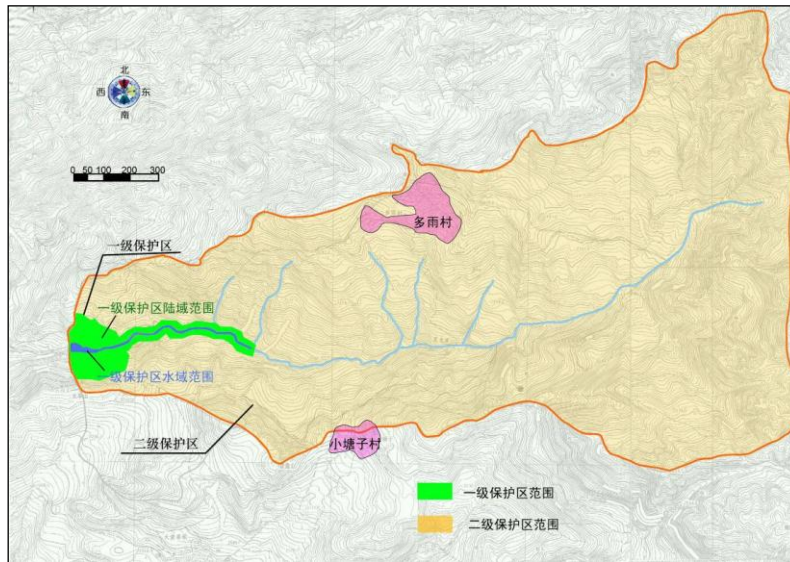 北
西 东
南
0 50 100 200 300
多雨村
一级保护区
一级保护区陆域范围
一级保护区水域范围
二级保护区
小塘子村
一级保护区范围
二级保护区范围